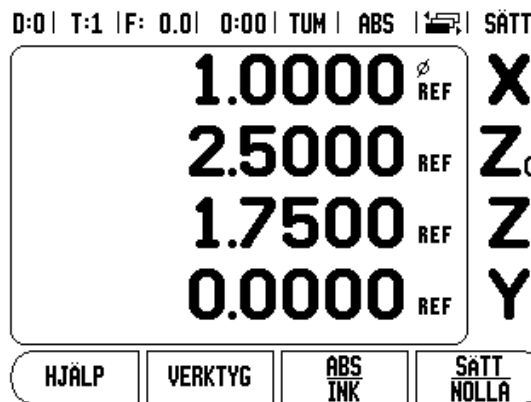 D:0 | T:1 | F: 0.0 | 0:00 | TUM | ABS | SÄTT
1.0000 Ø REF X
2.5000 REF Z0
1.7500 REF Z
0.0000 REF Y
HJÄLP VERKTYG ABS SÄTT
INK NOLLA